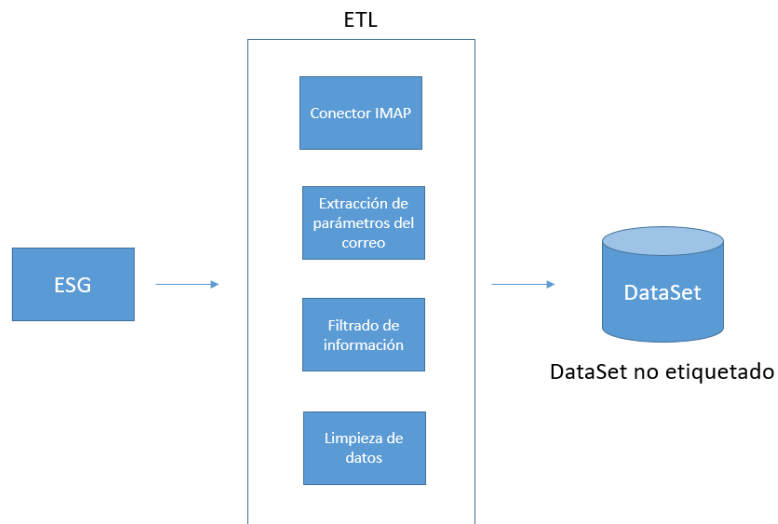 ETL
Conector IMAP
Extracción de
parámetros del
correo
ESG
DataSet
Filtrado de
información
DataSet no etiquetado
Limpieza de
datos